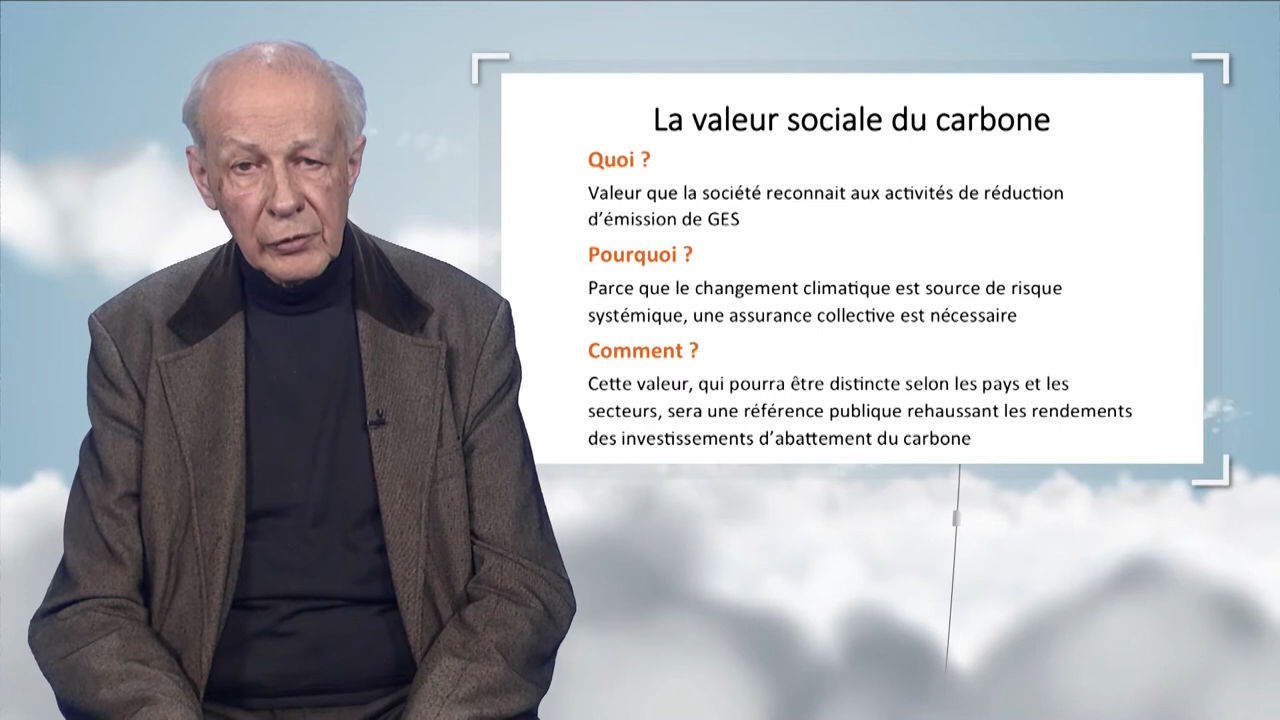 La valeur sociale du carbone
Quoi ?
Valeur que la société reconnait aux activités de réduction
d’émission de GES
Pourquoi ?
Parce que le changement climatique est source de risque
systémique, une assurance collective est nécessaire
Comment ?
Cette valeur, qui pourra être distincte selon les pays et les
secteurs, sera une référence publique rehaussant les rendements
des investissements d’abattement du carbone